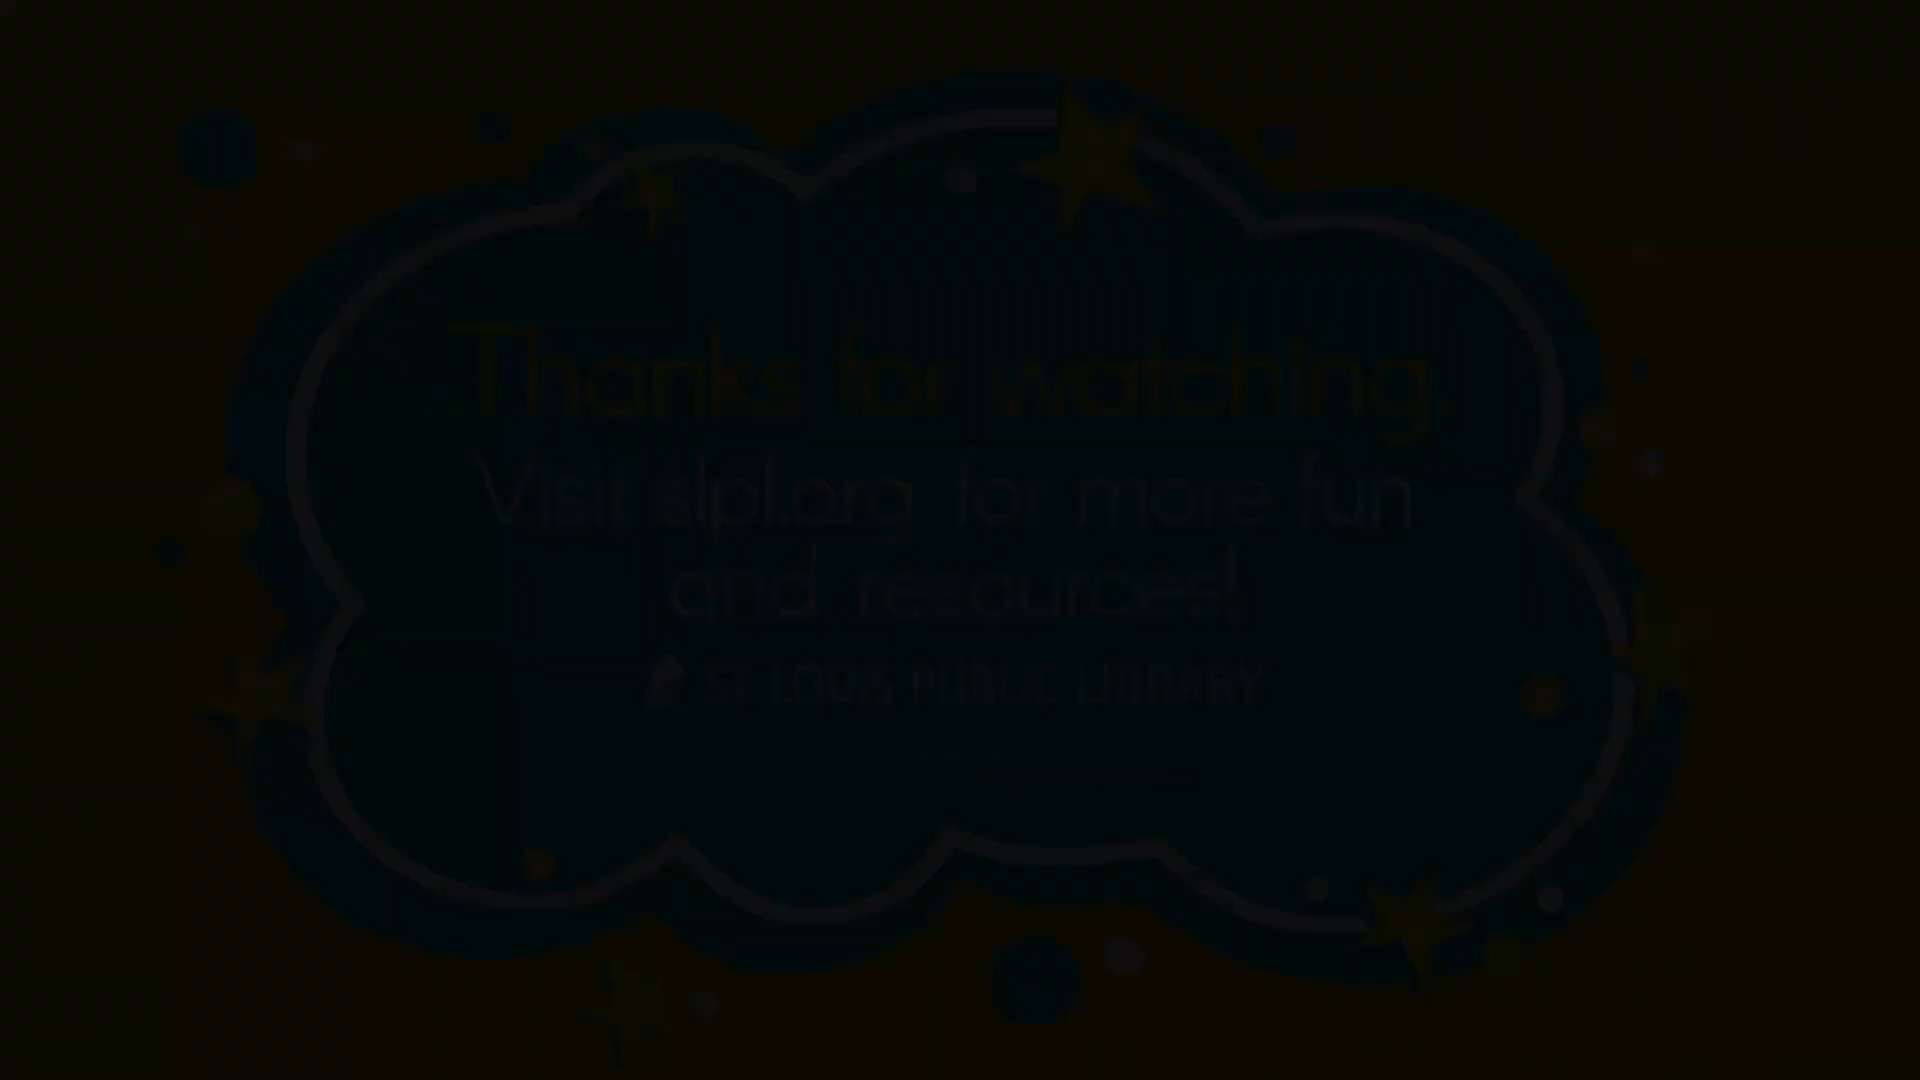 Thanks for watching.
Visit slpl.org for more fun
and resources!
ST. LOUIS PUBLIC LIBRARY